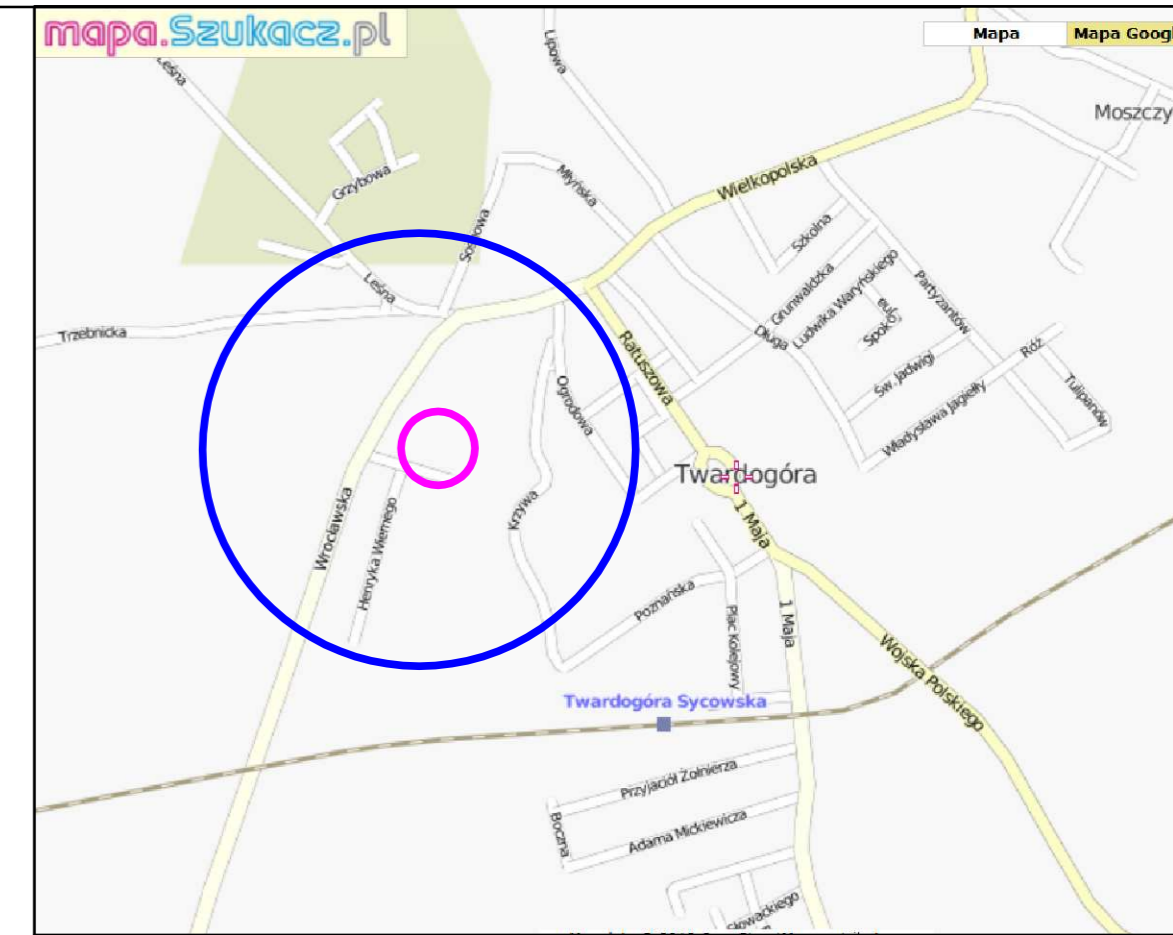 mapa.Szukacz.pl
Mapa
Mapa Googl
Leśna
Lipowa
Moszczy
Grzybowa
Młyńska
Wielkopolska
Sosnowa
Szkolna
Leśna
Grunwaldzka
Ludwika Waryńskiego
Partyzantów
Trzebnicka
Długa
Spoko
Ratuszowa
Św. Jadwigi
Róż
Tulipanów
Ogrodowa
Władysława Jagiełły
Twardogóra
Krzywa
Wrocławska
1 Maja
Henryka Wiernego
Poznańska
Plac Kolejowy
1 Maja
Wojska Polskiego
Twardogóra Sycowska
Przyjaciół Żołnierza
Boczna
Adama Mickiewicza
Słowackiego